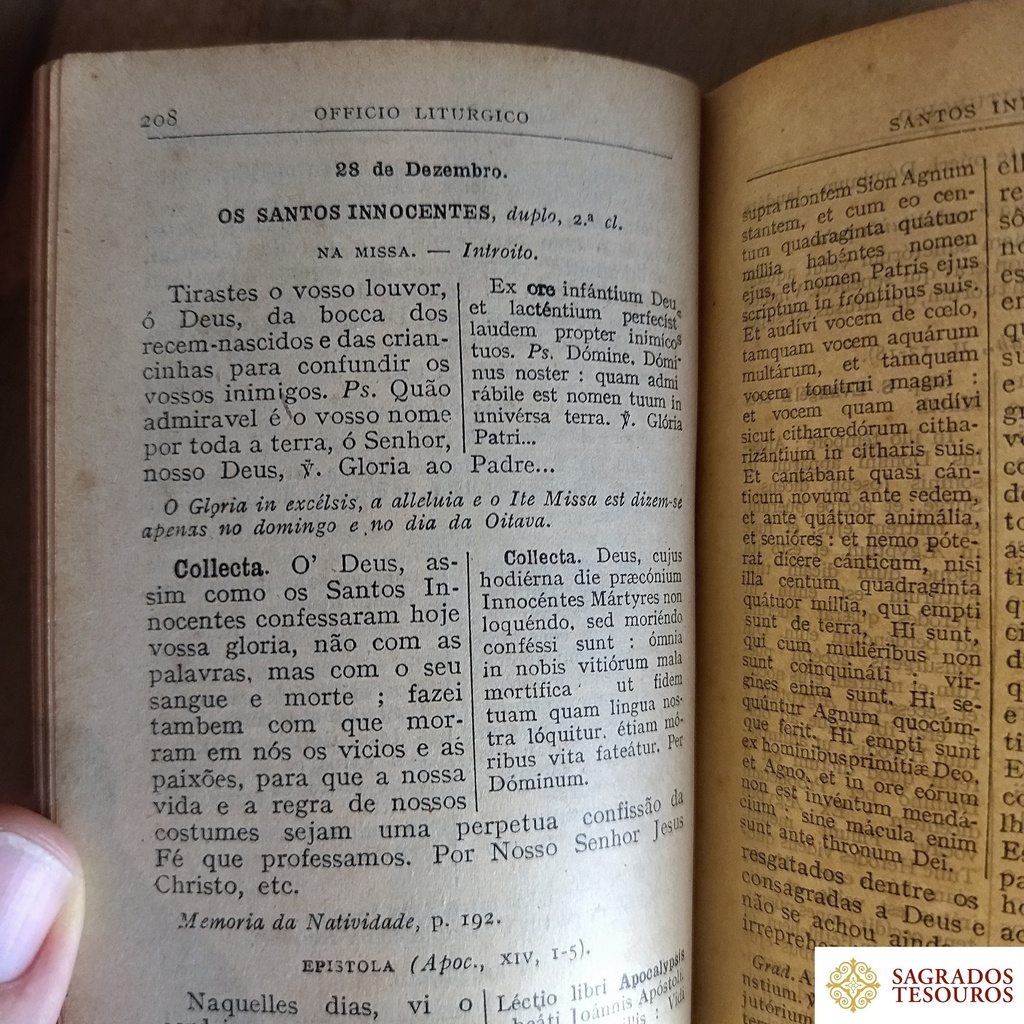 208
OFFICIO LITURGICO
28 de Dezembro.
OS SANTOS INNOCENTES, duplo, 2.ª cl.
NA MISSA. — Introito.
Tirastes o vosso louvor,
ó Deus, da bocca dos
recem-nascidos e das crian-
cinhas para confundir os
vossos inimigos. Ps. Quão
admiravel é o vosso nome
por toda a terra, ó Senhor,
nosso Deus, ℣. Gloria ao Padre...
Ex ore infántium Deu
et lacténtium perfecíst
laudem propter inimicos
tuos. Ps. Dómine, Dómi-
nus noster : quam admi
rábile est nomen tuum in
univérsa terra. ℣. Glória
Patri...
O Gloria in excélsis, a alleluia e o Ite Missa est dizem-se
apenas no domingo e no dia da Oitava.
Collecta. O' Deus, as-
sim como os Santos In-
nocentes confessaram hoje
vossa gloria, não com as
palavras, mas com o seu
sangue e morte ; fazei
tambem com que mor-
ram em nós os vicios e as
paixões, para que a nossa
vida e a regra de nossos
costumes sejam uma perpetua confissão da
Fé que professamos. Por Nosso Senhor Jesus
Christo, etc.
Collecta. Deus, cujus
hodiérna die præcónium
Innocéntes Mártyres non
loquéndo, sed moriéndo
conféssi sunt : ómnia
in nobis vitiórum mala
mortífica ut fidem
tuam quam lingua nos-
tra lóquitur. étiam mó-
ribus vita fateátur. Per
Dóminum.
Memoria da Natividade, p. 192.
EPISTOLA (Apoc., XIV, 1-5).
Naquelles dias, vi o
Léctio libri Apocalypsis
beáti Joánnis Apóstoli.
SANTOS IN
supra montem Sion Agnum
stantem, et cum eo cen-
tum quadragínta quátuor
míllia habéntes nomen
ejus, et nomen Patris ejus
scriptum in fróntibus suis.
Et audívi vocem de cœlo,
tamquam vocem aquárum
multárum, et tamquam
vocem tonítrui magni :
et vocem quam audívi
sicut citharœdórum citha-
rizántium in cítharis suis.
Et cantábant quasi cán-
ticum novum ante sedem,
et ante quátuor animália,
et senióres : et nemo póte-
rat dícere cánticum, nisi
illa centum quadragínta
quátuor míllia, qui empti
sunt de terra, Hi sunt,
qui cum muliéribus non
sunt coinquináti : vír-
gines enim sunt. Hi se-
quúntur Agnum quocúm-
que ferit. Hi empti sunt
ex homínibus primítiæ Deo,
et Agno, et in ore eórum
non est invéntum mendá-
cium : sine mácula enim
sunt ante thronum Dei.
resgatados dentre os
consagradas a Deus e
não se achou
Grad.
SAGRADOS
TESOUROS